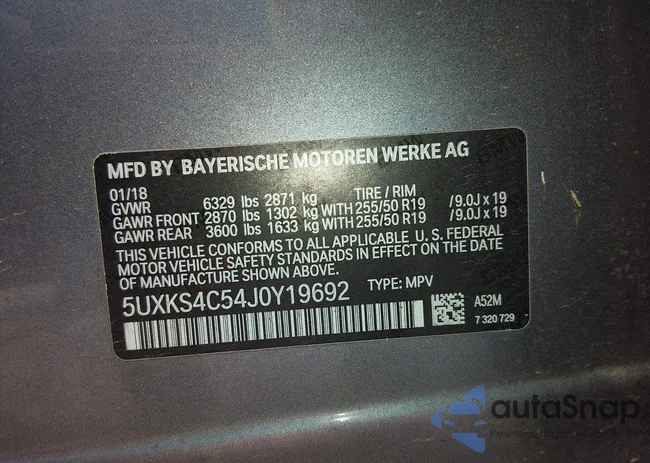 MFD BY BAYERISCHE MOTOREN WERKE AG
01/18
GVWR 6329 lbs 2871 kg TIRE / RIM
GAWR FRONT 2870 lbs 1302 kg WITH 255/50 R19 /9.0J x 19
GAWR REAR 3600 lbs 1633 kg WITH 255/50 R19 /9.0J x 19
THIS VEHICLE CONFORMS TO ALL APPLICABLE U. S. FEDERAL
MOTOR VEHICLE SAFETY STANDARDS IN EFFECT ON THE DATE
OF MANUFACTURE SHOWN ABOVE.
5UXKS4C54J0Y19692 TYPE: MPV
A52M
7 320 729
autoSnap